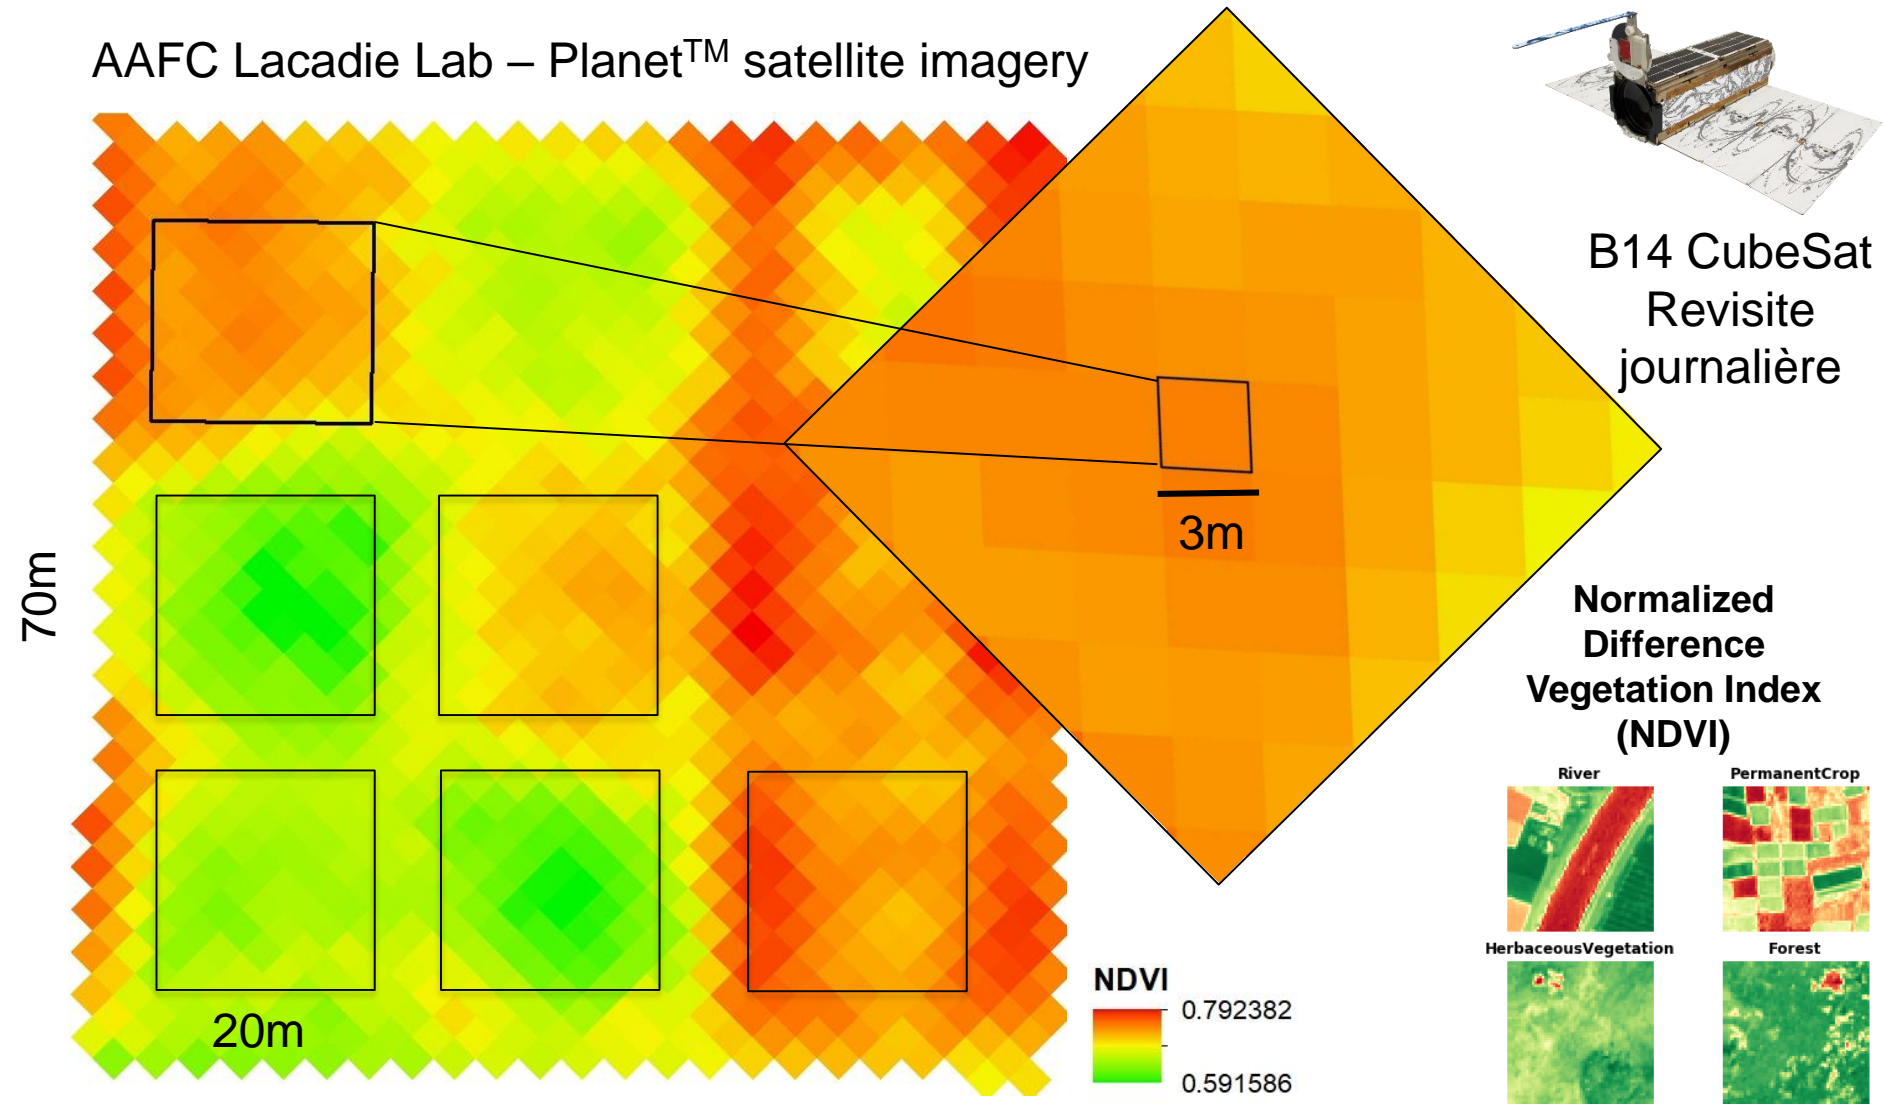 AAFC Lacadie Lab – Planet™ satellite imagery
B14 CubeSat
Revisite
journalière
70m
3m
20m
Normalized
Difference
Vegetation Index
(NDVI)
River
PermanentCrop
HerbaceousVegetation
Forest
NDVI
0.792382
0.591586